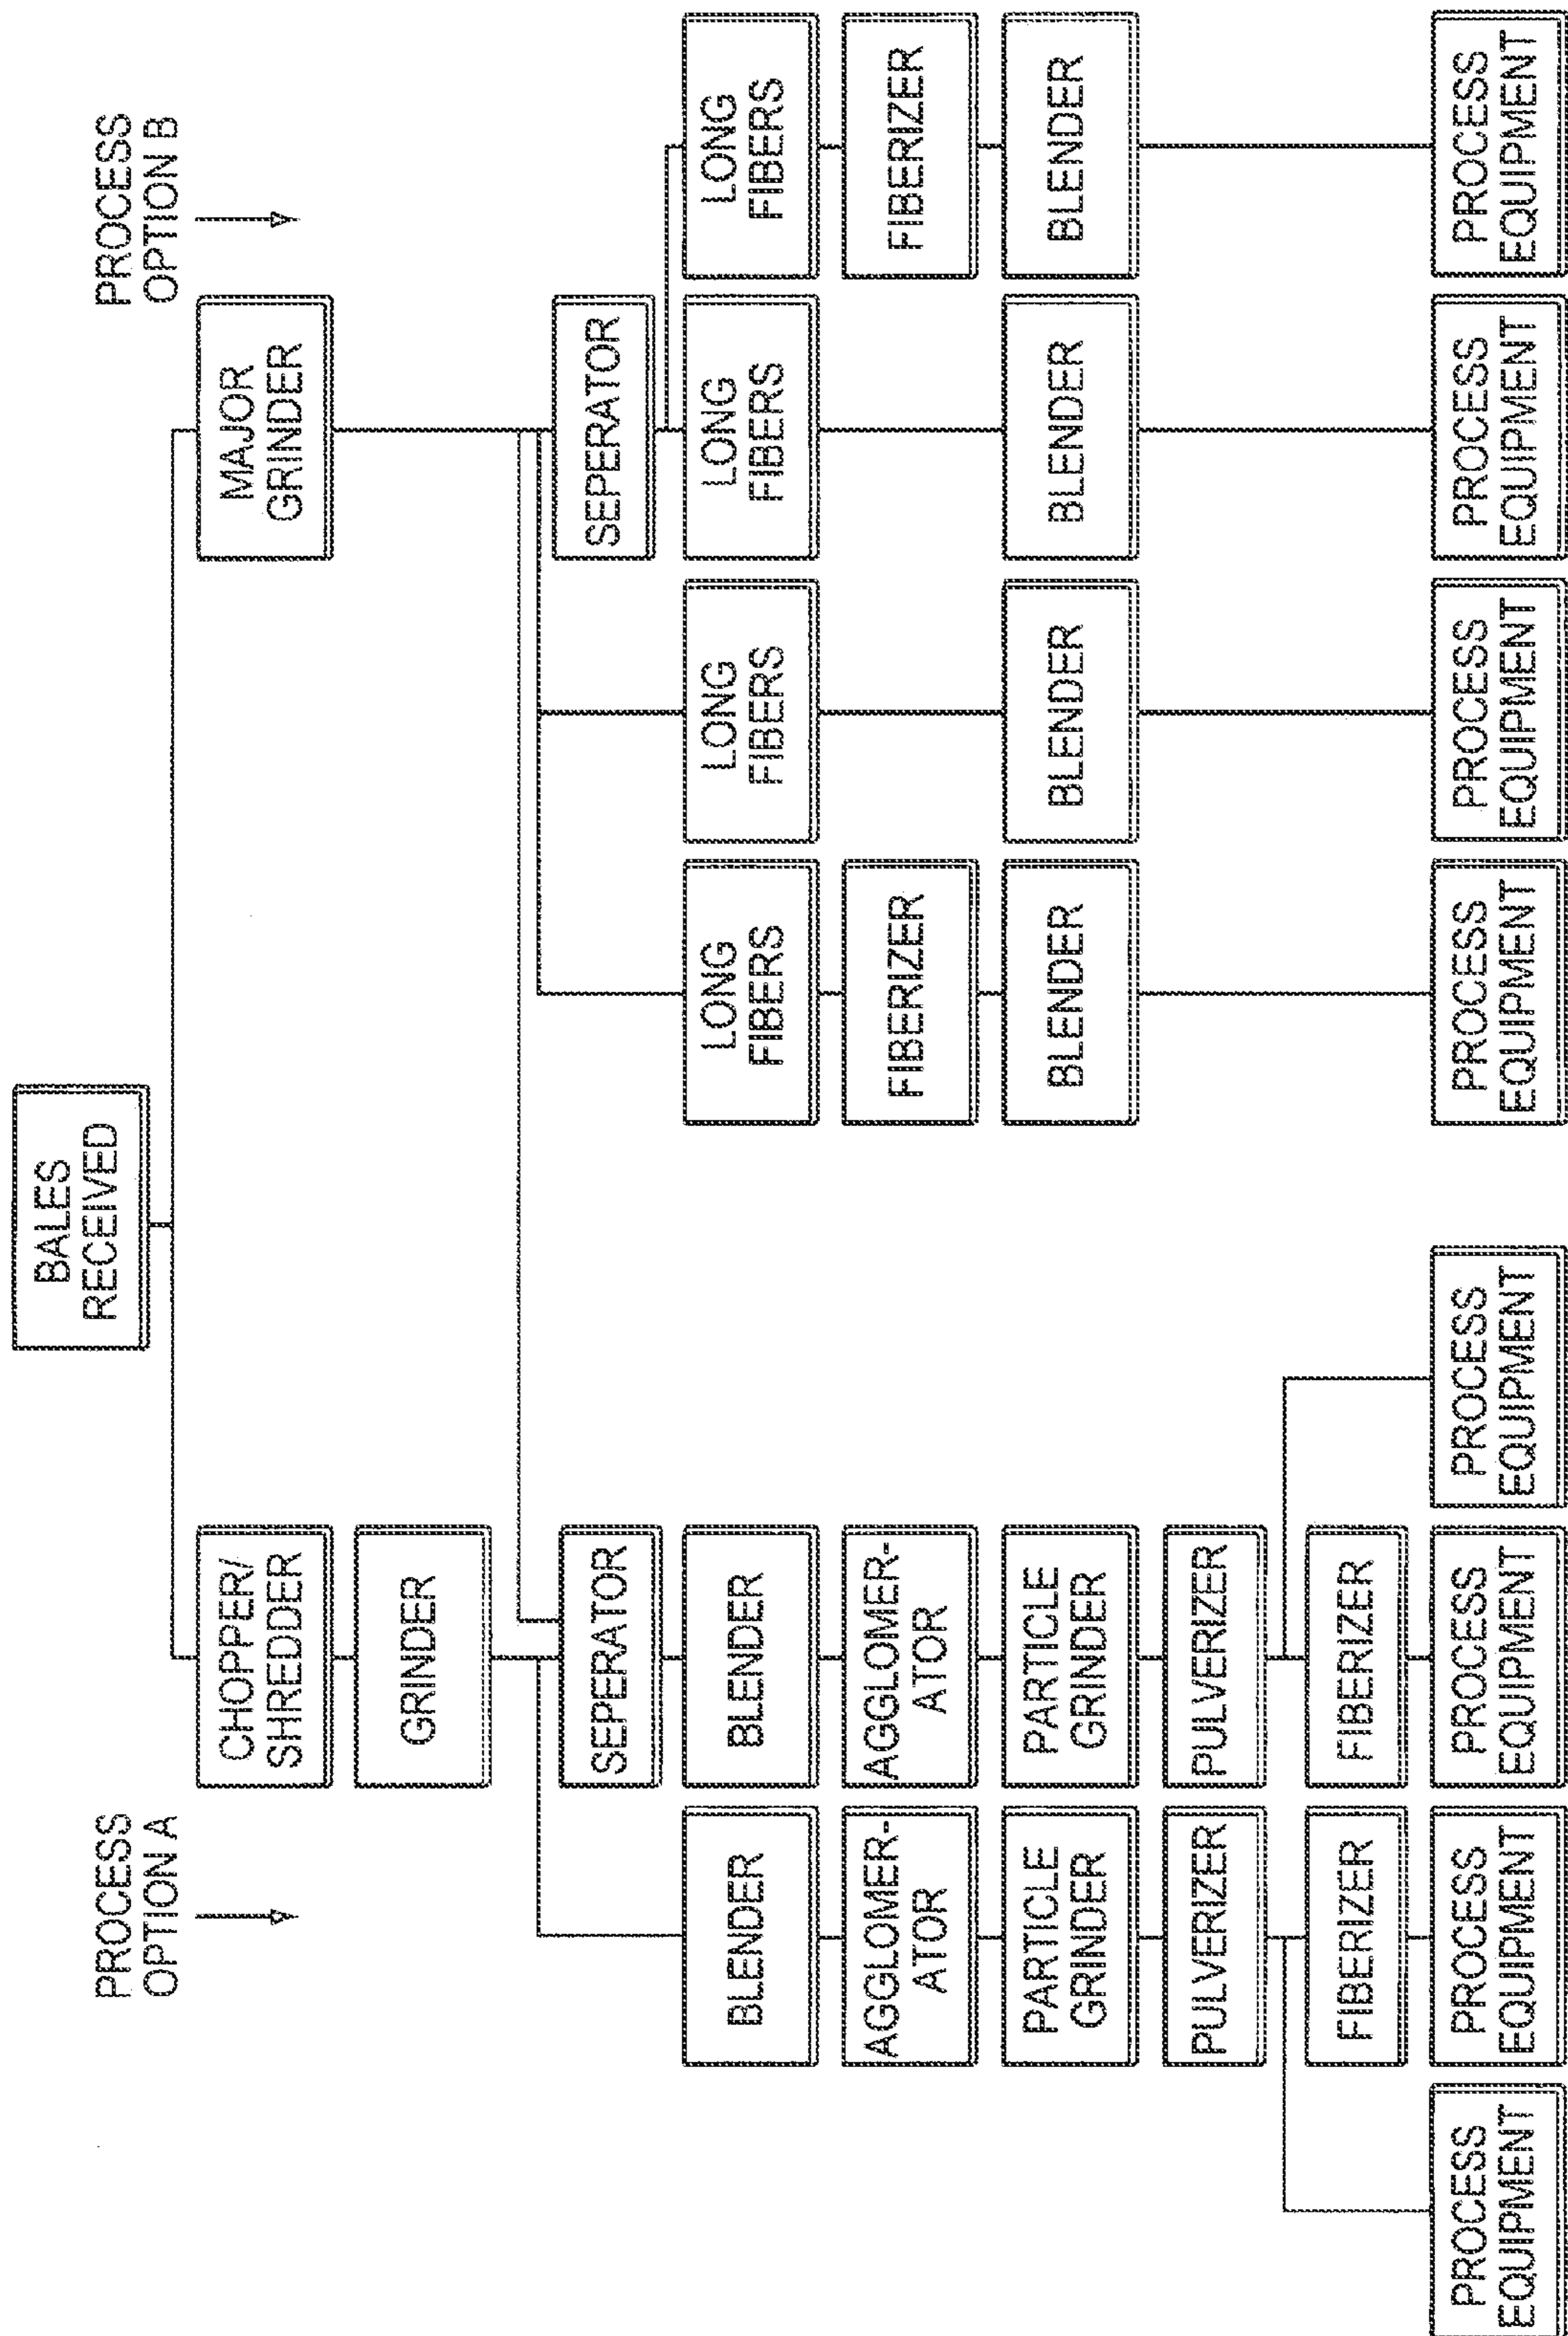 BALES
RECEIVED
PROCESS
OPTION A
PROCESS
OPTION B
CHOPPER/
SHREDDER
MAJOR
GRINDER
GRINDER
SEPERATOR
SEPERATOR
BLENDER
BLENDER
LONG
FIBERS
LONG
FIBERS
LONG
FIBERS
LONG
FIBERS
AGGLOMER-
ATOR
AGGLOMER-
ATOR
FIBERIZER
FIBERIZER
PARTICLE
GRINDER
PARTICLE
GRINDER
BLENDER
BLENDER
BLENDER
BLENDER
PULVERIZER
PULVERIZER
FIBERIZER
FIBERIZER
PROCESS
EQUIPMENT
PROCESS
EQUIPMENT
PROCESS
EQUIPMENT
PROCESS
EQUIPMENT
PROCESS
EQUIPMENT
PROCESS
EQUIPMENT
PROCESS
EQUIPMENT
PROCESS
EQUIPMENT